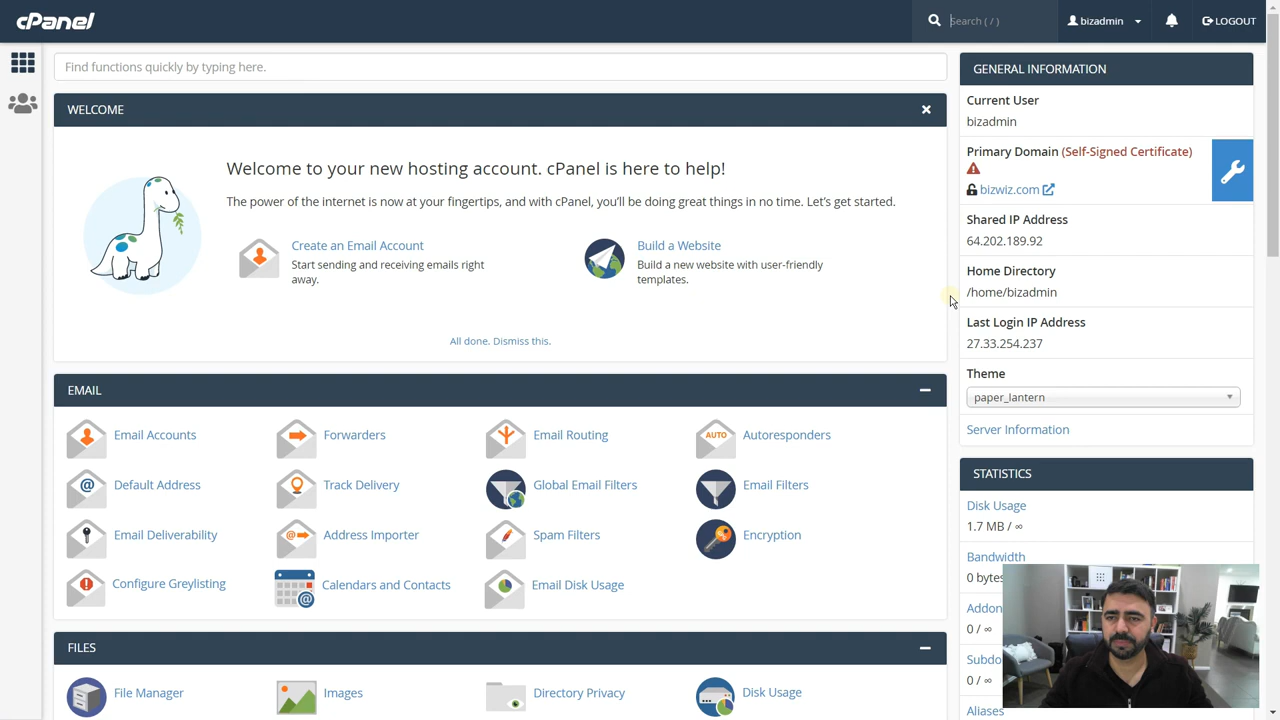 cPanel
Search ( / )
bizadmin
LOGOUT
Find functions quickly by typing here.
WELCOME
Welcome to your new hosting account. cPanel is here to help!
The power of the internet is now at your fingertips, and with cPanel, you'll be doing great things in no time. Let's get started.
Create an Email Account
Start sending and receiving emails right
away.
Build a Website
Build a new website with user-friendly
templates.
All done. Dismiss this.
EMAIL
Email Accounts
Forwarders
Email Routing
AUTO
Autoresponders
Default Address
Track Delivery
Global Email Filters
Email Filters
Email Deliverability
Address Importer
Spam Filters
Encryption
Configure Greylisting
Calendars and Contacts
Email Disk Usage
FILES
File Manager
Images
Directory Privacy
Disk Usage
GENERAL INFORMATION
Current User
bizadmin
Primary Domain (Self-Signed Certificate)
bizwiz.com
Shared IP Address
64.202.189.92
Home Directory
/home/bizadmin
Last Login IP Address
27.33.254.237
Theme
paper_lantern
Server Information
STATISTICS
Disk Usage
1.7 MB / ∞
Bandwidth
0 bytes
Addon
0 / ∞
Subdo
0 / ∞
Aliases